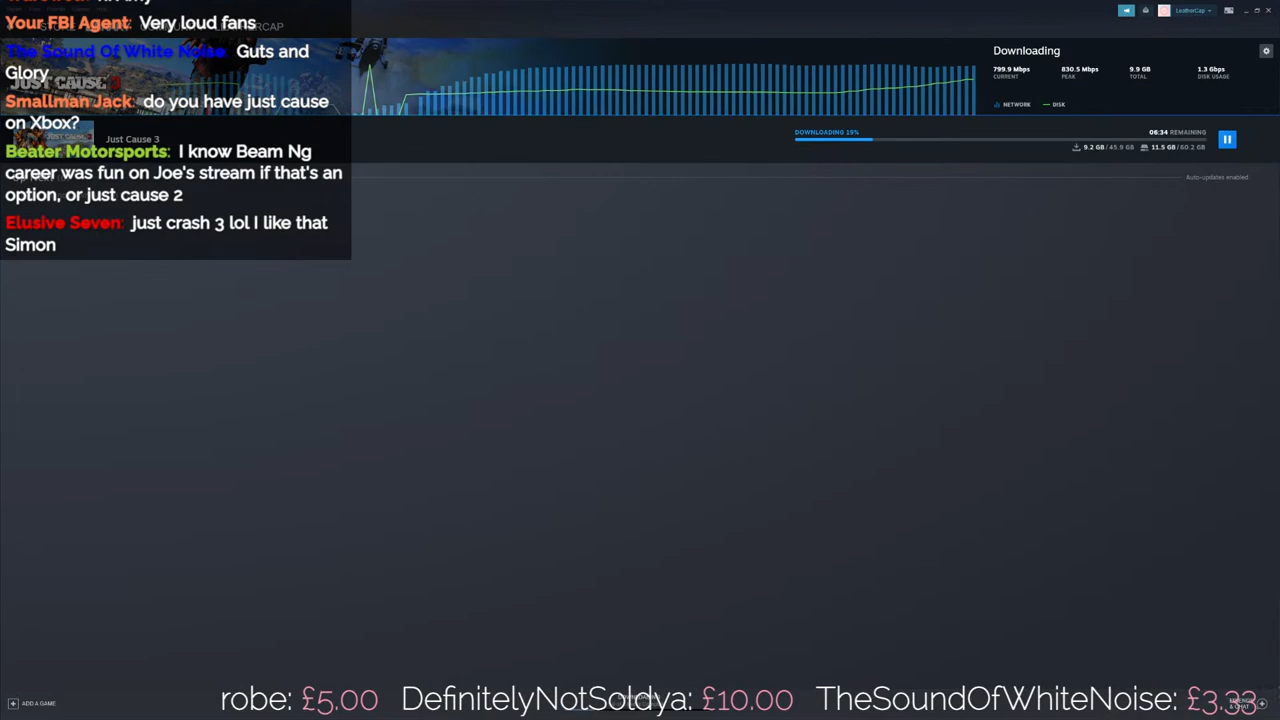 Your FBI Agent: Very loud fans
The Sound Of White Noise: Guts and
Glory
Smallman Jack: do you have just cause
on Xbox?
Beater Motorsports: I know Beam Ng
career was fun on Joe's stream if that's an
option, or just cause 2
Elusive Seven: just crash 3 lol I like that
Simon
JUST CAUSE 3
Just Cause 3
LeatherCap
Downloading
799.9 Mbps 830.5 Mbps 9.9 GB 1.3 Gbps
CURRENT PEAK TOTAL DISK USAGE
NETWORK DISK
DOWNLOADING 19% 06:34 REMAINING
9.2 GB / 45.9 GB 11.5 GB / 60.2 GB
Auto-updates enabled
ADD A GAME
robe: £5.00 DefinitelyNotSoldya: £10.00 TheSoundOfWhiteNoise: £3.33
& CHAT